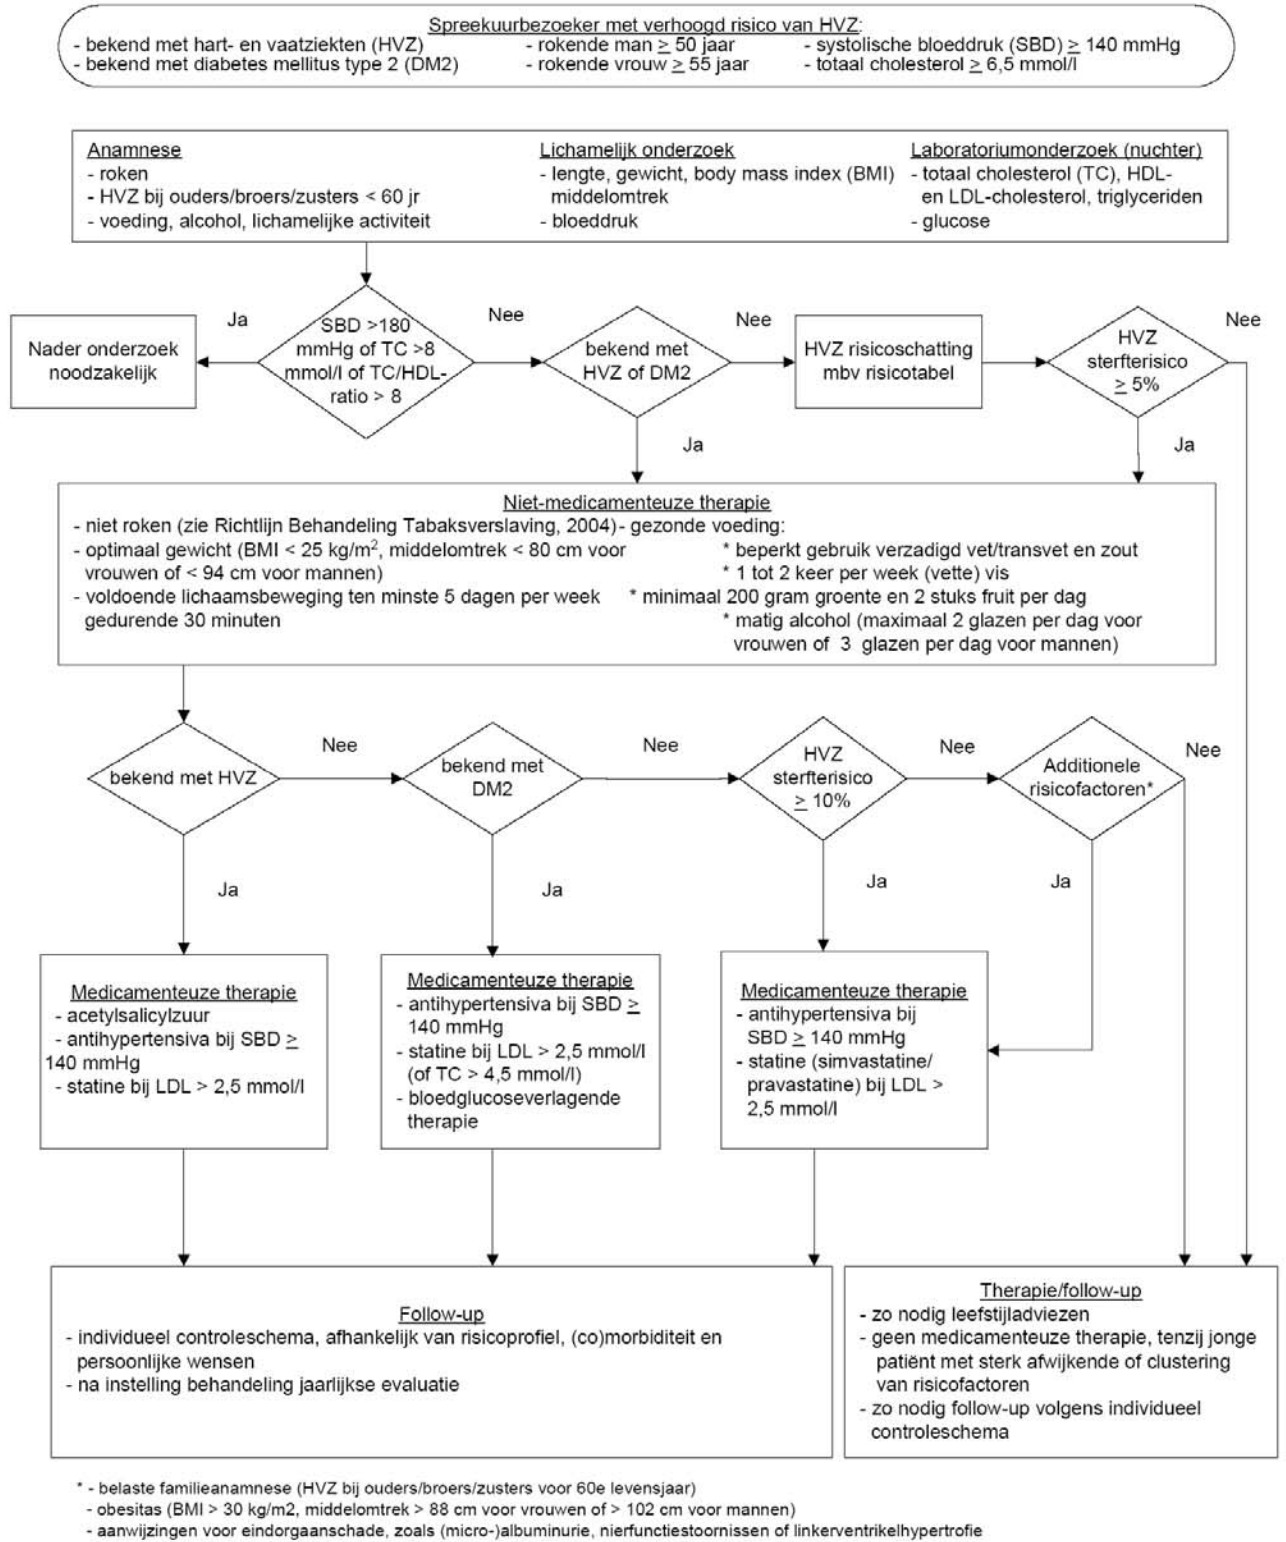 Spreekuurbezoeker met verhoogd risico van HVZ:
- bekend met hart- en vaatziekten (HVZ) - rokende man ≥ 50 jaar - systolische bloeddruk (SBD) ≥ 140 mmHg
- bekend met diabetes mellitus type 2 (DM2) - rokende vrouw ≥ 55 jaar - totaal cholesterol ≥ 6,5 mmol/l
Anamnese
- roken
- HVZ bij ouders/broers/zusters < 60 jr
- voeding, alcohol, lichamelijke activiteit
Lichamelijk onderzoek
- lengte, gewicht, body mass index (BMI)
middelomtrek
- bloeddruk
Laboratoriumonderzoek (nuchter)
- totaal cholesterol (TC), HDL-
en LDL-cholesterol, triglyceriden
- glucose
Nader onderzoek
noodzakelijk
Ja
SBD >180
mmHg of TC >8
mmol/l of TC/HDL-
ratio > 8
Nee
bekend met
HVZ of DM2
Nee
HVZ risicoschatting
mbv risicotabel
HVZ
sterfterisico
≥ 5%
Nee
Ja
Ja
Niet-medicamenteuze therapie
- niet roken (zie Richtlijn Behandeling Tabaksverslaving, 2004) - gezonde voeding:
- optimaal gewicht (BMI < 25 kg/m², middelomtrek < 80 cm voor * beperkt gebruik verzadigd vet/transvet en zout
vrouwen of < 94 cm voor mannen) * 1 tot 2 keer per week (vette) vis
- voldoende lichaamsbeweging ten minste 5 dagen per week * minimaal 200 gram groente en 2 stuks fruit per dag
gedurende 30 minuten * matig alcohol (maximaal 2 glazen per dag voor
vrouwen of 3 glazen per dag voor mannen)
bekend met HVZ
Nee
bekend met
DM2
Nee
HVZ
sterfterisico
≥ 10%
Nee
Additionele
risicofactoren*
Nee
Ja
Ja
Ja
Ja
Medicamenteuze therapie
- acetylsalicylzuur
- antihypertensiva bij SBD ≥
140 mmHg
- statine bij LDL > 2,5 mmol/l
Medicamenteuze therapie
- antihypertensiva bij SBD ≥
140 mmHg
- statine bij LDL > 2,5 mmol/l
(of TC > 4,5 mmol/l)
- bloedglucoseverlagende
therapie
Medicamenteuze therapie
- antihypertensiva bij
SBD ≥ 140 mmHg
- statine (simvastatine/
pravastatine) bij LDL >
2,5 mmol/l
Follow-up
- individueel controleschema, afhankelijk van risicoprofiel, (co)morbiditeit en
persoonlijke wensen
- na instelling behandeling jaarlijkse evaluatie
Therapie/follow-up
- zo nodig leefstijladviezen
- geen medicamenteuze therapie, tenzij jonge
patiënt met sterk afwijkende of clustering
van risicofactoren
- zo nodig follow-up volgens individueel
controleschema
* - belaste familieanamnese (HVZ bij ouders/broers/zusters voor 60e levensjaar)
- obesitas (BMI > 30 kg/m2, middelomtrek > 88 cm voor vrouwen of > 102 cm voor mannen)
- aanwijzingen voor eindorgaanschade, zoals (micro-)albuminurie, nierfunctiestoornissen of linkerventrikelhypertrofie